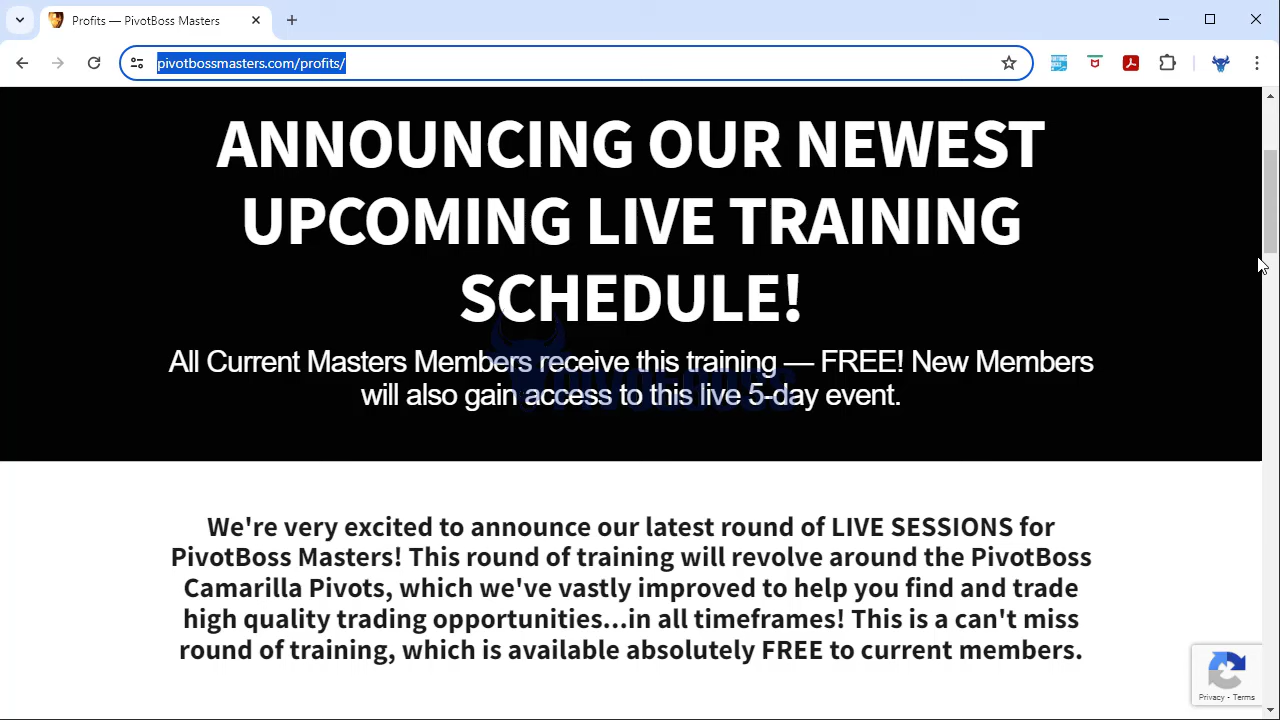 Profits — PivotBoss Masters
pivotbossmasters.com/profits/
ANNOUNCING OUR NEWEST
UPCOMING LIVE TRAINING
SCHEDULE!
All Current Masters Members receive this training — FREE! New Members
will also gain access to this live 5-day event.
PIVOTBOSS
We're very excited to announce our latest round of LIVE SESSIONS for
PivotBoss Masters! This round of training will revolve around the PivotBoss
Camarilla Pivots, which we've vastly improved to help you find and trade
high quality trading opportunities...in all timeframes! This is a can't miss
round of training, which is available absolutely FREE to current members.
Privacy - Terms